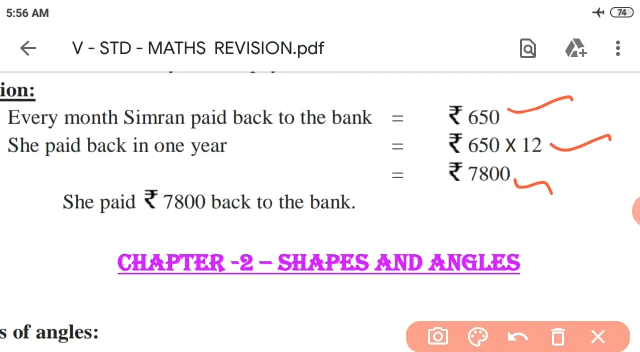 5:56 AM 74
V - STD - MATHS REVISION.pdf
ion:
Every month Simran paid back to the bank = ₹ 650
She paid back in one year = ₹ 650 X 12
= ₹ 7800
She paid ₹ 7800 back to the bank.
CHAPTER -2 – SHAPES AND ANGLES
s of angles: